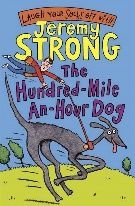 LAUGH YOUR SOCKS OFF WITH
Jeremy
STRONG
The
Hundred-Mile
An-Hour Dog